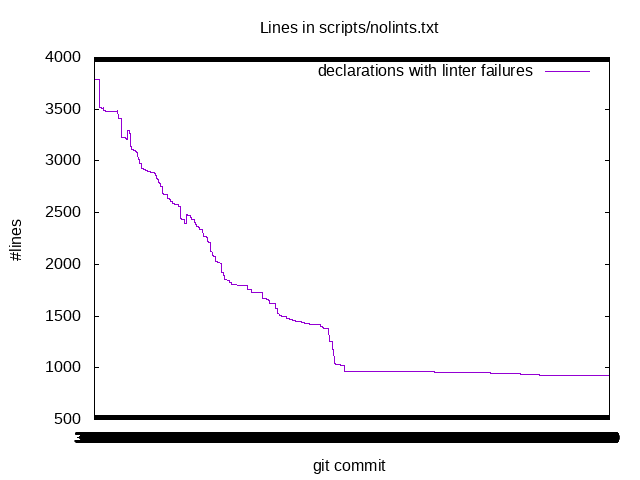 Lines in scripts/nolints.txt
declarations with linter failures
4000
3500
3000
2500
2000
1500
1000
500
#lines
git commit